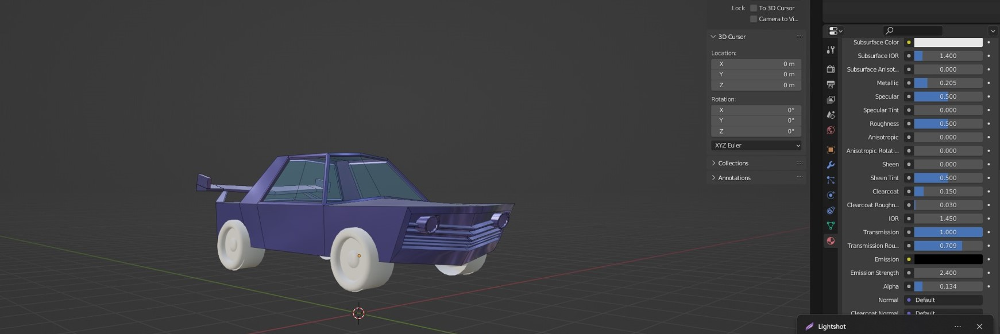 Lock To 3D Cursor
Camera to Vi...
3D Cursor
Location:
X 0 m
Y 0 m
Z 0 m
Rotation:
X 0°
Y 0°
Z 0°
XYZ Euler
Collections
Annotations
Subsurface Color
Subsurface IOR 1.400
Subsurface Anisot... 0.000
Metallic 0.205
Specular 0.500
Specular Tint 0.000
Roughness 0.500
Anisotropic 0.000
Anisotropic Rotati... 0.000
Sheen 0.000
Sheen Tint 0.500
Clearcoat 0.150
Clearcoat Roughn... 0.030
IOR 1.450
Transmission 1.000
Transmission Rou... 0.709
Emission
Emission Strength 2.400
Alpha 0.134
Normal Default
Clearcoat Normal Default
Lightshot